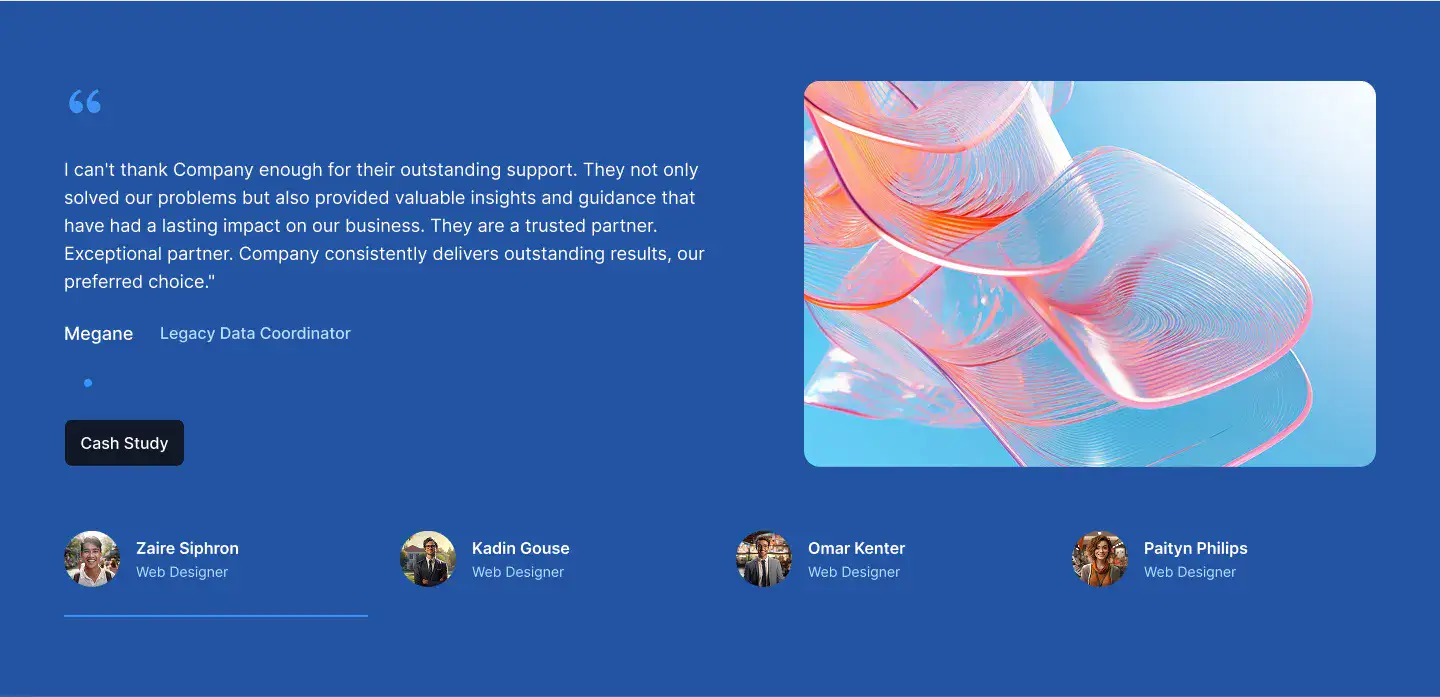 “
I can't thank Company enough for their outstanding support. They not only
solved our problems but also provided valuable insights and guidance that
have had a lasting impact on our business. They are a trusted partner.
Exceptional partner. Company consistently delivers outstanding results, our
preferred choice."
Megane Legacy Data Coordinator
Cash Study
Zaire Siphron
Web Designer
Kadin Gouse
Web Designer
Omar Kenter
Web Designer
Paityn Philips
Web Designer